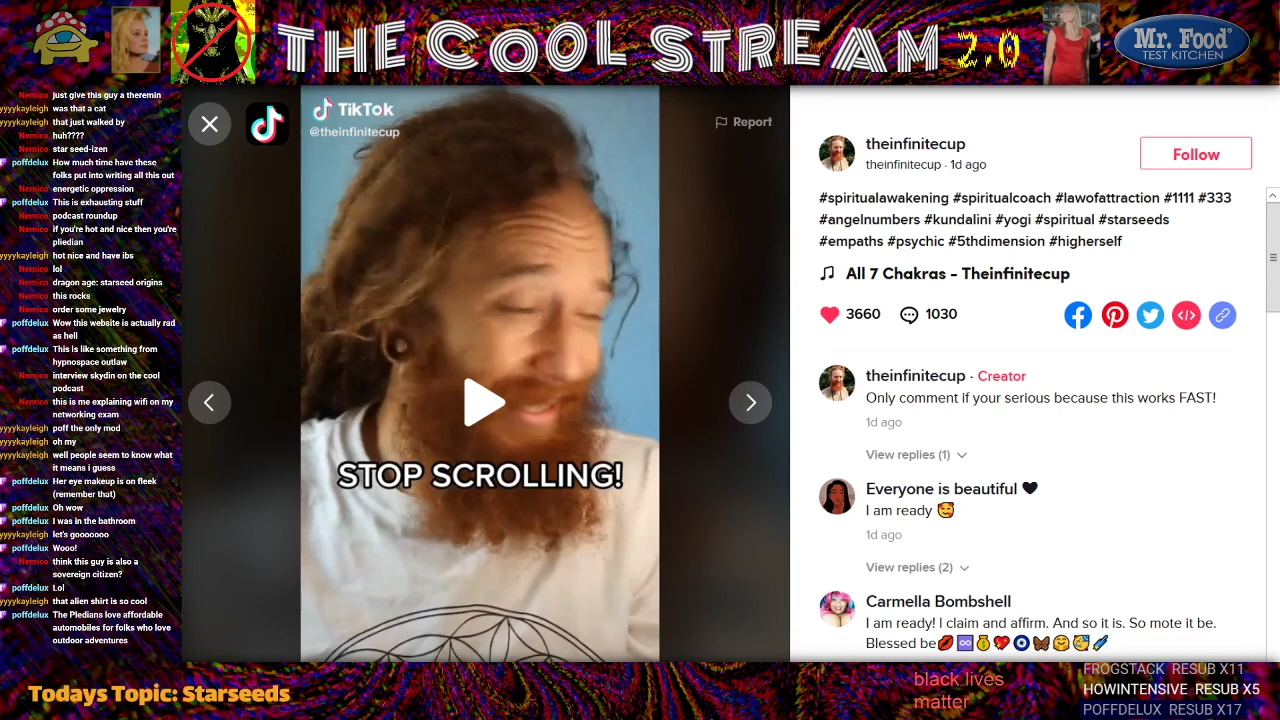 THE COOL STREAM 2.0
Mr. Food®
TEST KITCHEN
Nemico just give this guy a theremin
yyyykayleigh was that a cat
yyyykayleigh that just walked by
Nemico huh????
Nemico star seed-izen
poffdelux How much time have these
folks put into writing all this out
Nemico energetic oppression
poffdelux This is exhausting stuff
Nemico podcast roundup
Nemico if you're hot and nice then you're
pliedian
yyyykayleigh hot nice and have ibs
Nemico lol
Nemico dragon age: starseed origins
Nemico this rocks
Nemico order some jewelry
poffdelux Wow this website is actually rad
as hell
poffdelux This is like something from
hypnospace outlaw
Nemico interview skydin on the cool
podcast
Nemico this is me explaining wifi on my
networking exam
yyyykayleigh poff the only mod
yyyykayleigh oh my
yyyykayleigh well people seem to know what
it means i guess
poffdelux Her eye makeup is on fleek
(remember that)
poffdelux Oh wow
poffdelux I was in the bathroom
yyyykayleigh let's gooooooo
poffdelux Wooo!
Nemico think this guy is also a
sovereign citizen?
poffdelux Lol
yyyykayleigh that alien shirt is so cool
poffdelux The Pledians love affordable
automobiles for folks who love
outdoor adventures
TikTok
@theinfinitecup
Report
STOP SCROLLING!
theinfinitecup
theinfinitecup · 1d ago
Follow
#spiritualawakening #spiritualcoach #lawofattraction #1111 #333
#angelnumbers #kundalini #yogi #spiritual #starseeds
#empaths #psychic #5thdimension #higherself
All 7 Chakras - Theinfinitecup
3660 1030
theinfinitecup · Creator
Only comment if your serious because this works FAST!
1d ago
View replies (1)
Everyone is beautiful 🖤
I am ready 🥰
1d ago
View replies (2)
Carmella Bombshell
I am ready! I claim and affirm. And so it is. So mote it be.
Blessed be💋♾️💰💖🧿🦋🤗🥳🌠
Todays Topic: Starseeds
black lives
matter
FROGSTACK RESUB X11
HOWINTENSIVE RESUB X5
POFFDELUX RESUB X17